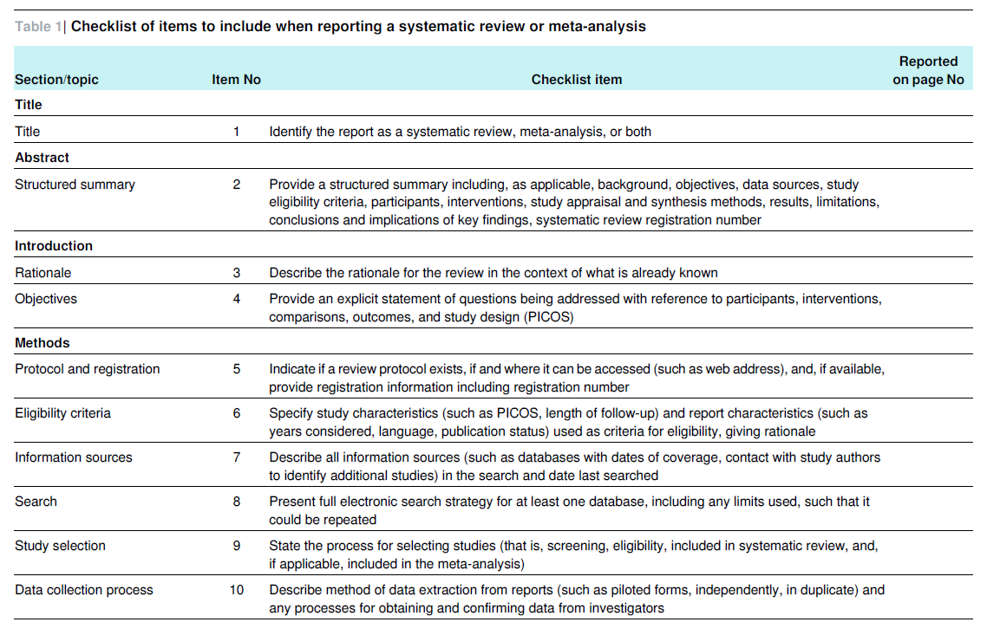 Table 1| Checklist of items to include when reporting a systematic review or meta-analysis
Reported
Section/topic Item No Checklist item on page No
Title
Title 1 Identify the report as a systematic review, meta-analysis, or both
Abstract
Structured summary 2 Provide a structured summary including, as applicable, background, objectives, data sources, study
eligibility criteria, participants, interventions, study appraisal and synthesis methods, results, limitations,
conclusions and implications of key findings, systematic review registration number
Introduction
Rationale 3 Describe the rationale for the review in the context of what is already known
Objectives 4 Provide an explicit statement of questions being addressed with reference to participants, interventions,
comparisons, outcomes, and study design (PICOS)
Methods
Protocol and registration 5 Indicate if a review protocol exists, if and where it can be accessed (such as web address), and, if available,
provide registration information including registration number
Eligibility criteria 6 Specify study characteristics (such as PICOS, length of follow-up) and report characteristics (such as
years considered, language, publication status) used as criteria for eligibility, giving rationale
Information sources 7 Describe all information sources (such as databases with dates of coverage, contact with study authors
to identify additional studies) in the search and date last searched
Search 8 Present full electronic search strategy for at least one database, including any limits used, such that it
could be repeated
Study selection 9 State the process for selecting studies (that is, screening, eligibility, included in systematic review, and,
if applicable, included in the meta-analysis)
Data collection process 10 Describe method of data extraction from reports (such as piloted forms, independently, in duplicate) and
any processes for obtaining and confirming data from investigators